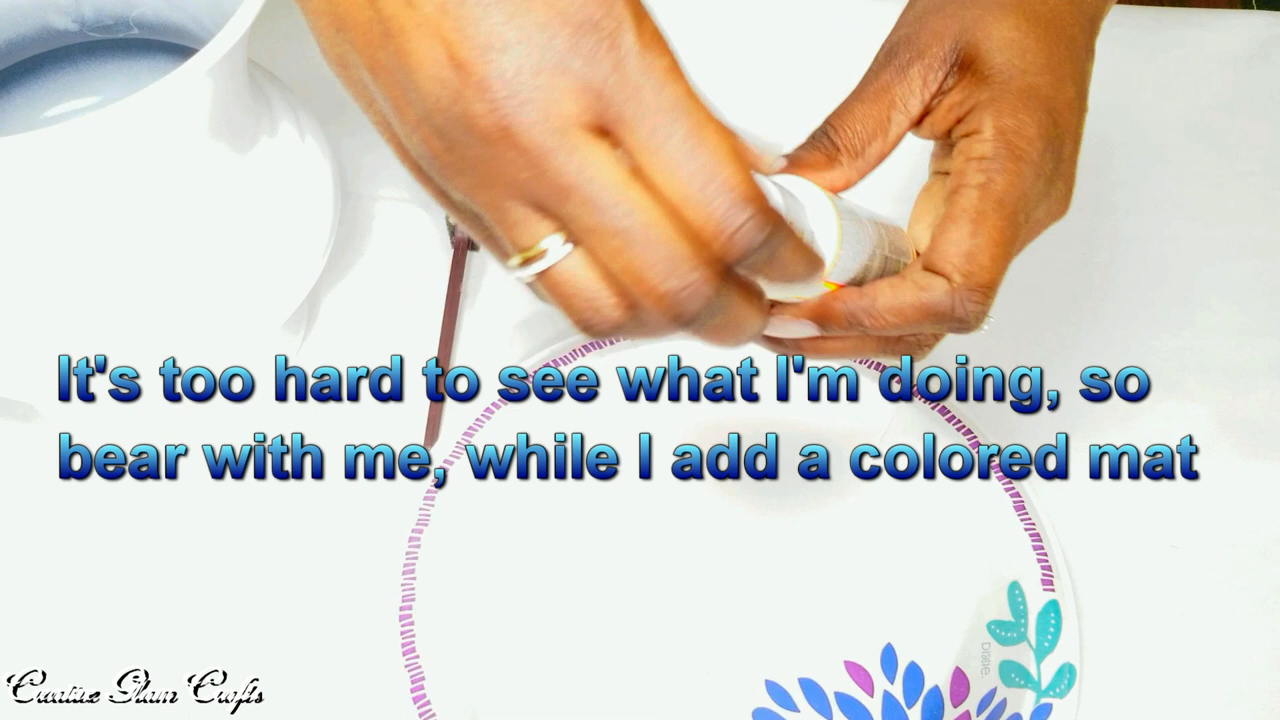 It's too hard to see what I'm doing, so
bear with me, while I add a colored mat
Creative Glam Crafts